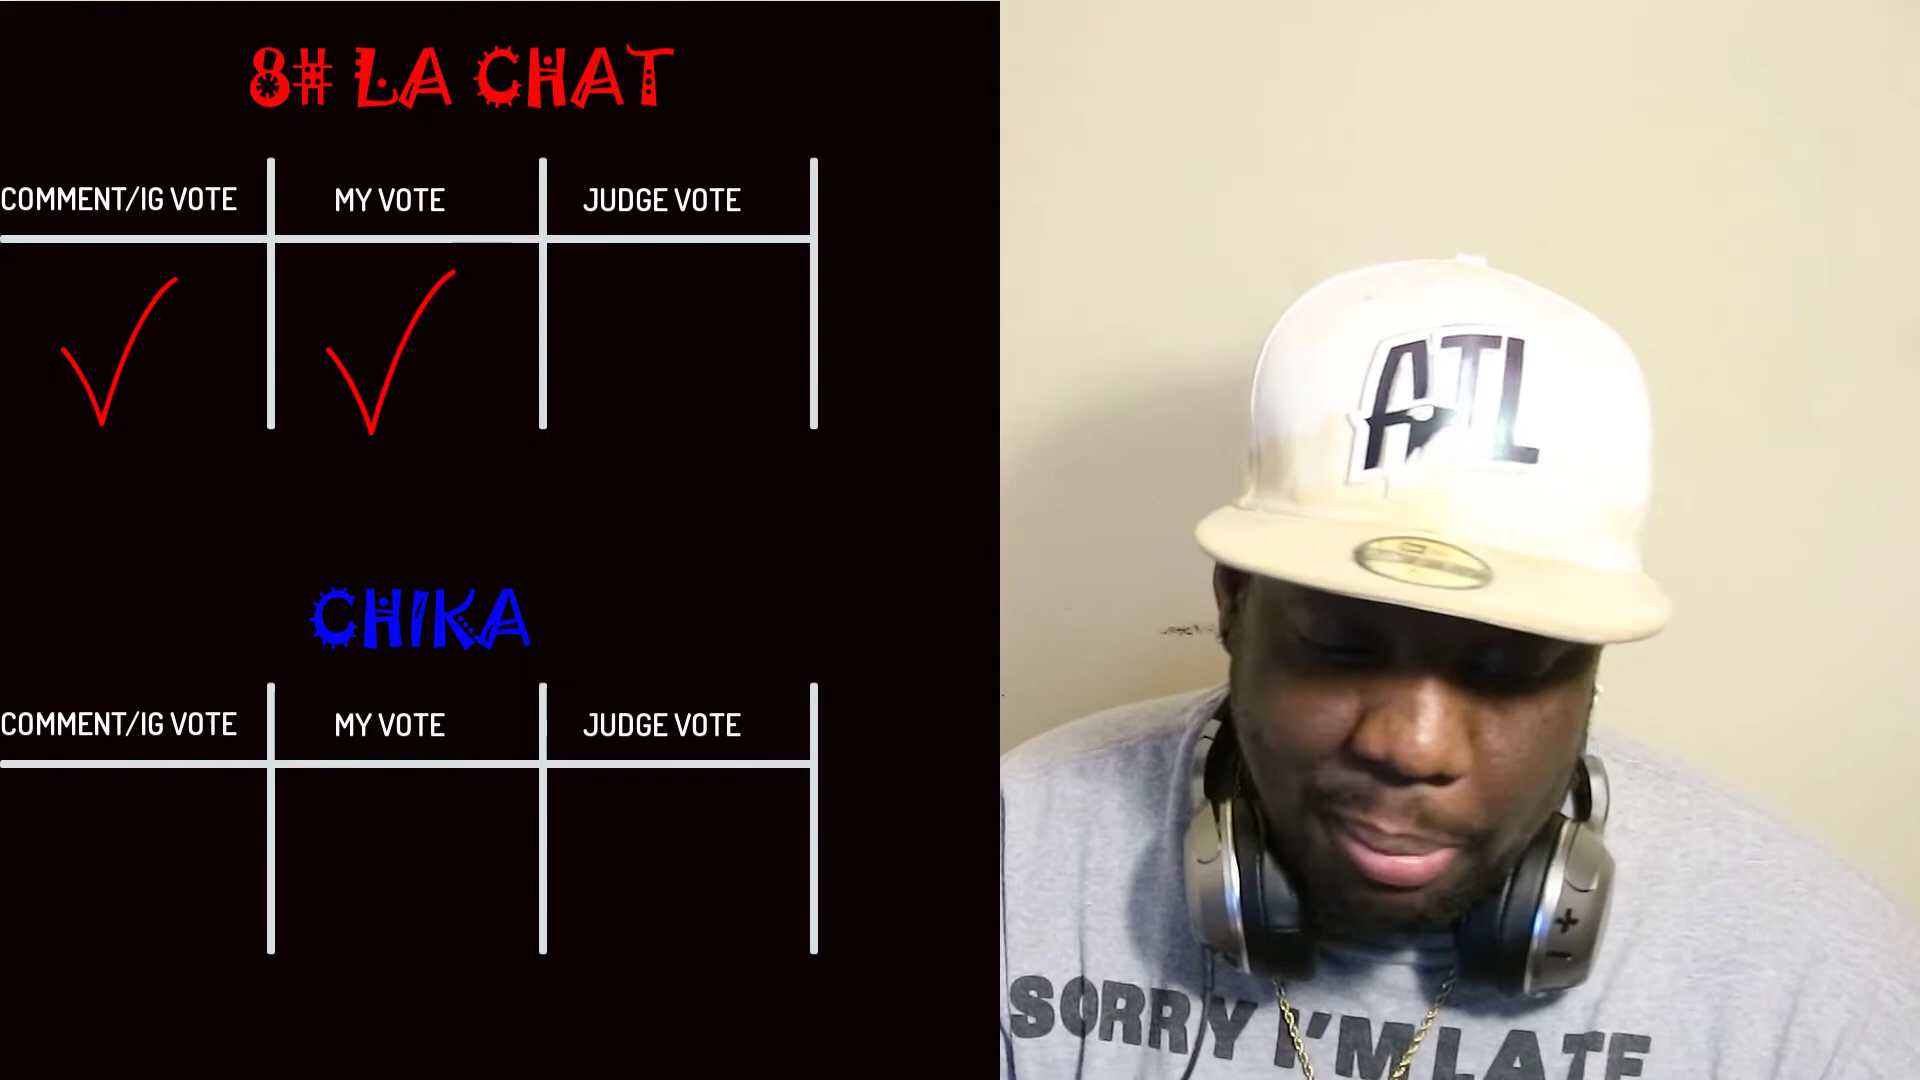 8# LA CHAT
COMMENT/IG VOTE
MY VOTE
JUDGE VOTE
CHIKA
COMMENT/IG VOTE
MY VOTE
JUDGE VOTE
ATL
SORRY I'M LATE